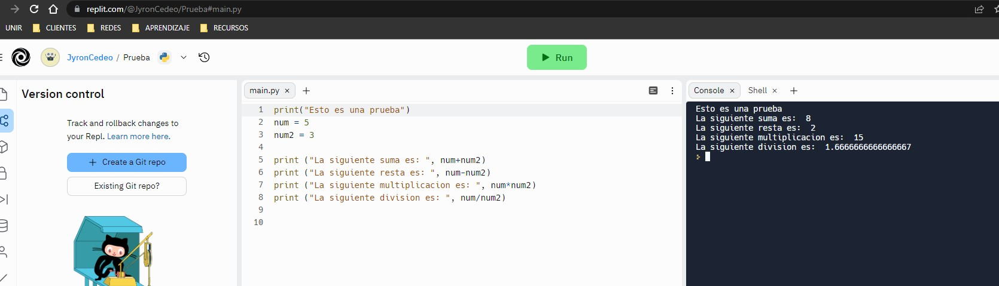 replit.com/@JyronCedeo/Prueba#main.py
UNIR CLIENTES REDES APRENDIZAJE RECURSOS
JyronCedeo / Prueba
Run
Version control
Track and rollback changes to
your Repl. Learn more here.
+ Create a Git repo
Existing Git repo?
main.py × +
1 print("Esto es una prueba")
2 num = 5
3 num2 = 3
4
5 print ("La siguiente suma es: ", num+num2)
6 print ("La siguiente resta es: ", num-num2)
7 print ("La siguiente multiplicacion es: ", num*num2)
8 print ("La siguiente division es: ", num/num2)
9
10
Console × Shell × +
Esto es una prueba
La siguiente suma es:  8
La siguiente resta es:  2
La siguiente multiplicacion es:  15
La siguiente division es:  1.6666666666666667